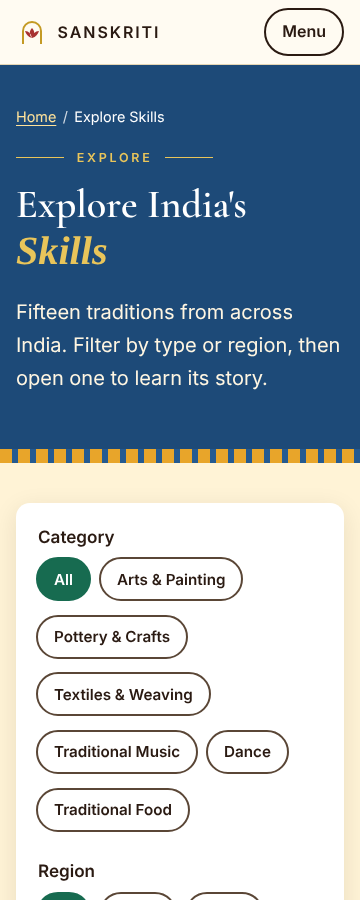 SANSKRITI
Menu
Home / Explore Skills
EXPLORE
Explore India's
Skills
Fifteen traditions from across
India. Filter by type or region, then
open one to learn its story.
Category
All
Arts & Painting
Pottery & Crafts
Textiles & Weaving
Traditional Music
Dance
Traditional Food
Region